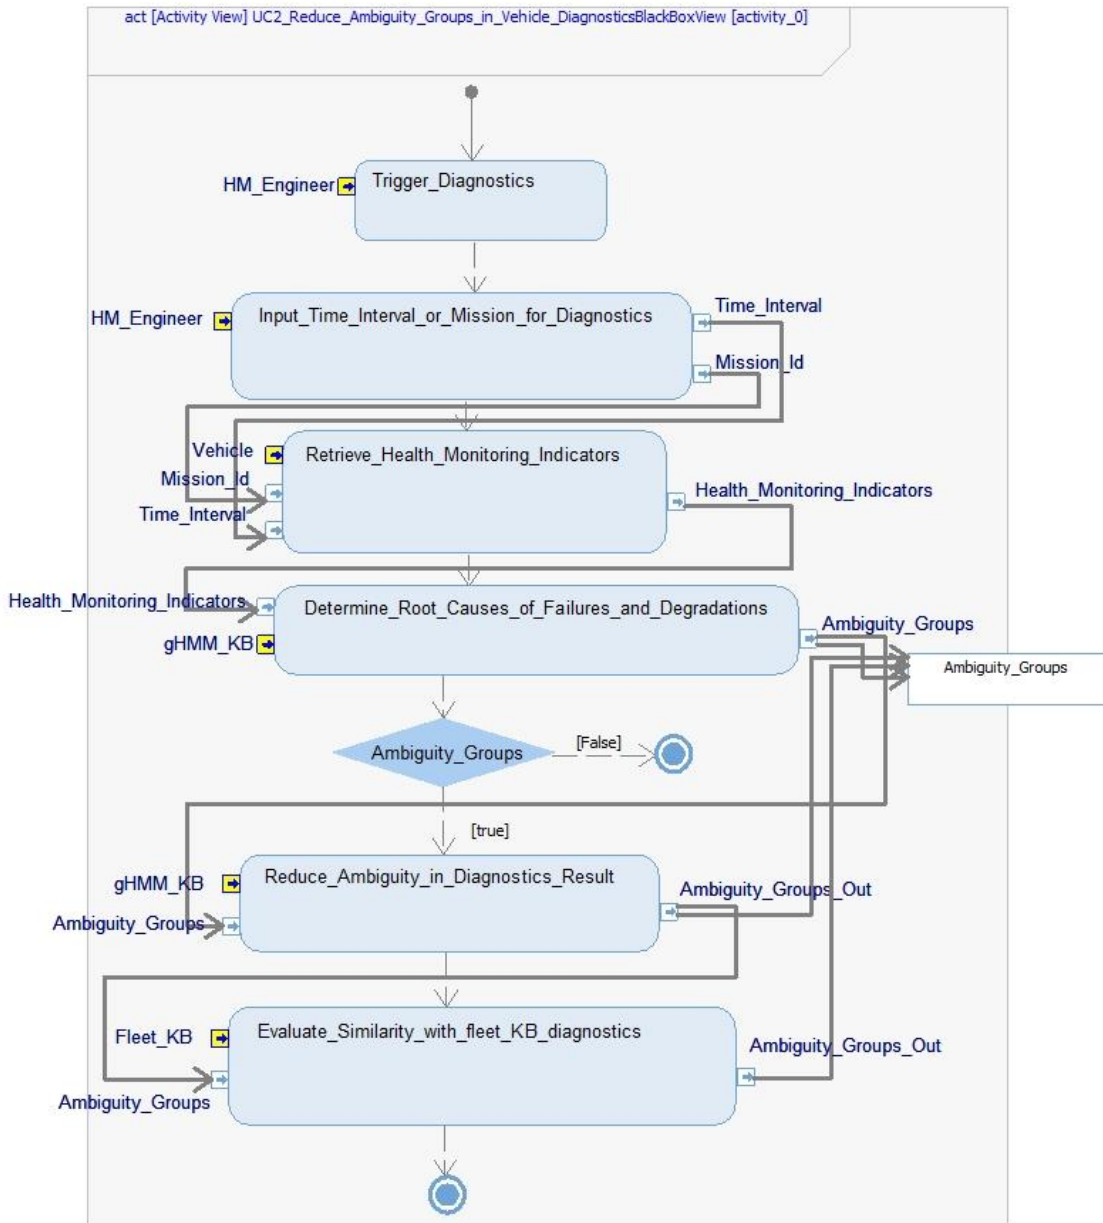 act [Activity View] UC2_Reduce_Ambiguity_Groups_in_Vehicle_DiagnosticsBlackBoxView [activity_0]
Trigger_Diagnostics
HM_Engineer
Input_Time_Interval_or_Mission_for_Diagnostics
HM_Engineer
Time_Interval
Mission_Id
Vehicle
Retrieve_Health_Monitoring_Indicators
Mission_Id
Time_Interval
Health_Monitoring_Indicators
Health_Monitoring_Indicators
Determine_Root_Causes_of_Failures_and_Degradations
gHMM_KB
Ambiguity_Groups
Ambiguity_Groups
Ambiguity_Groups
[False]
[true]
Reduce_Ambiguity_in_Diagnostics_Result
gHMM_KB
Ambiguity_Groups
Ambiguity_Groups_Out
Fleet_KB
Evaluate_Similarity_with_fleet_KB_diagnostics
Ambiguity_Groups_Out
Ambiguity_Groups